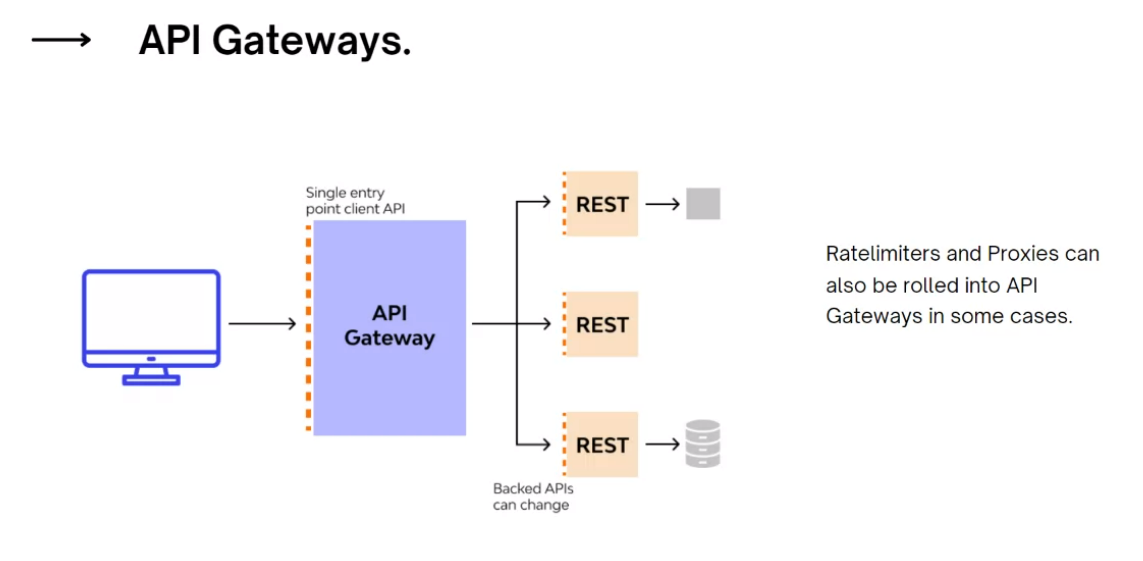 API Gateways.
Single entry
point client API
API
Gateway
REST
REST
REST
Backed APIs
can change
Ratelimiters and Proxies can
also be rolled into API
Gateways in some cases.